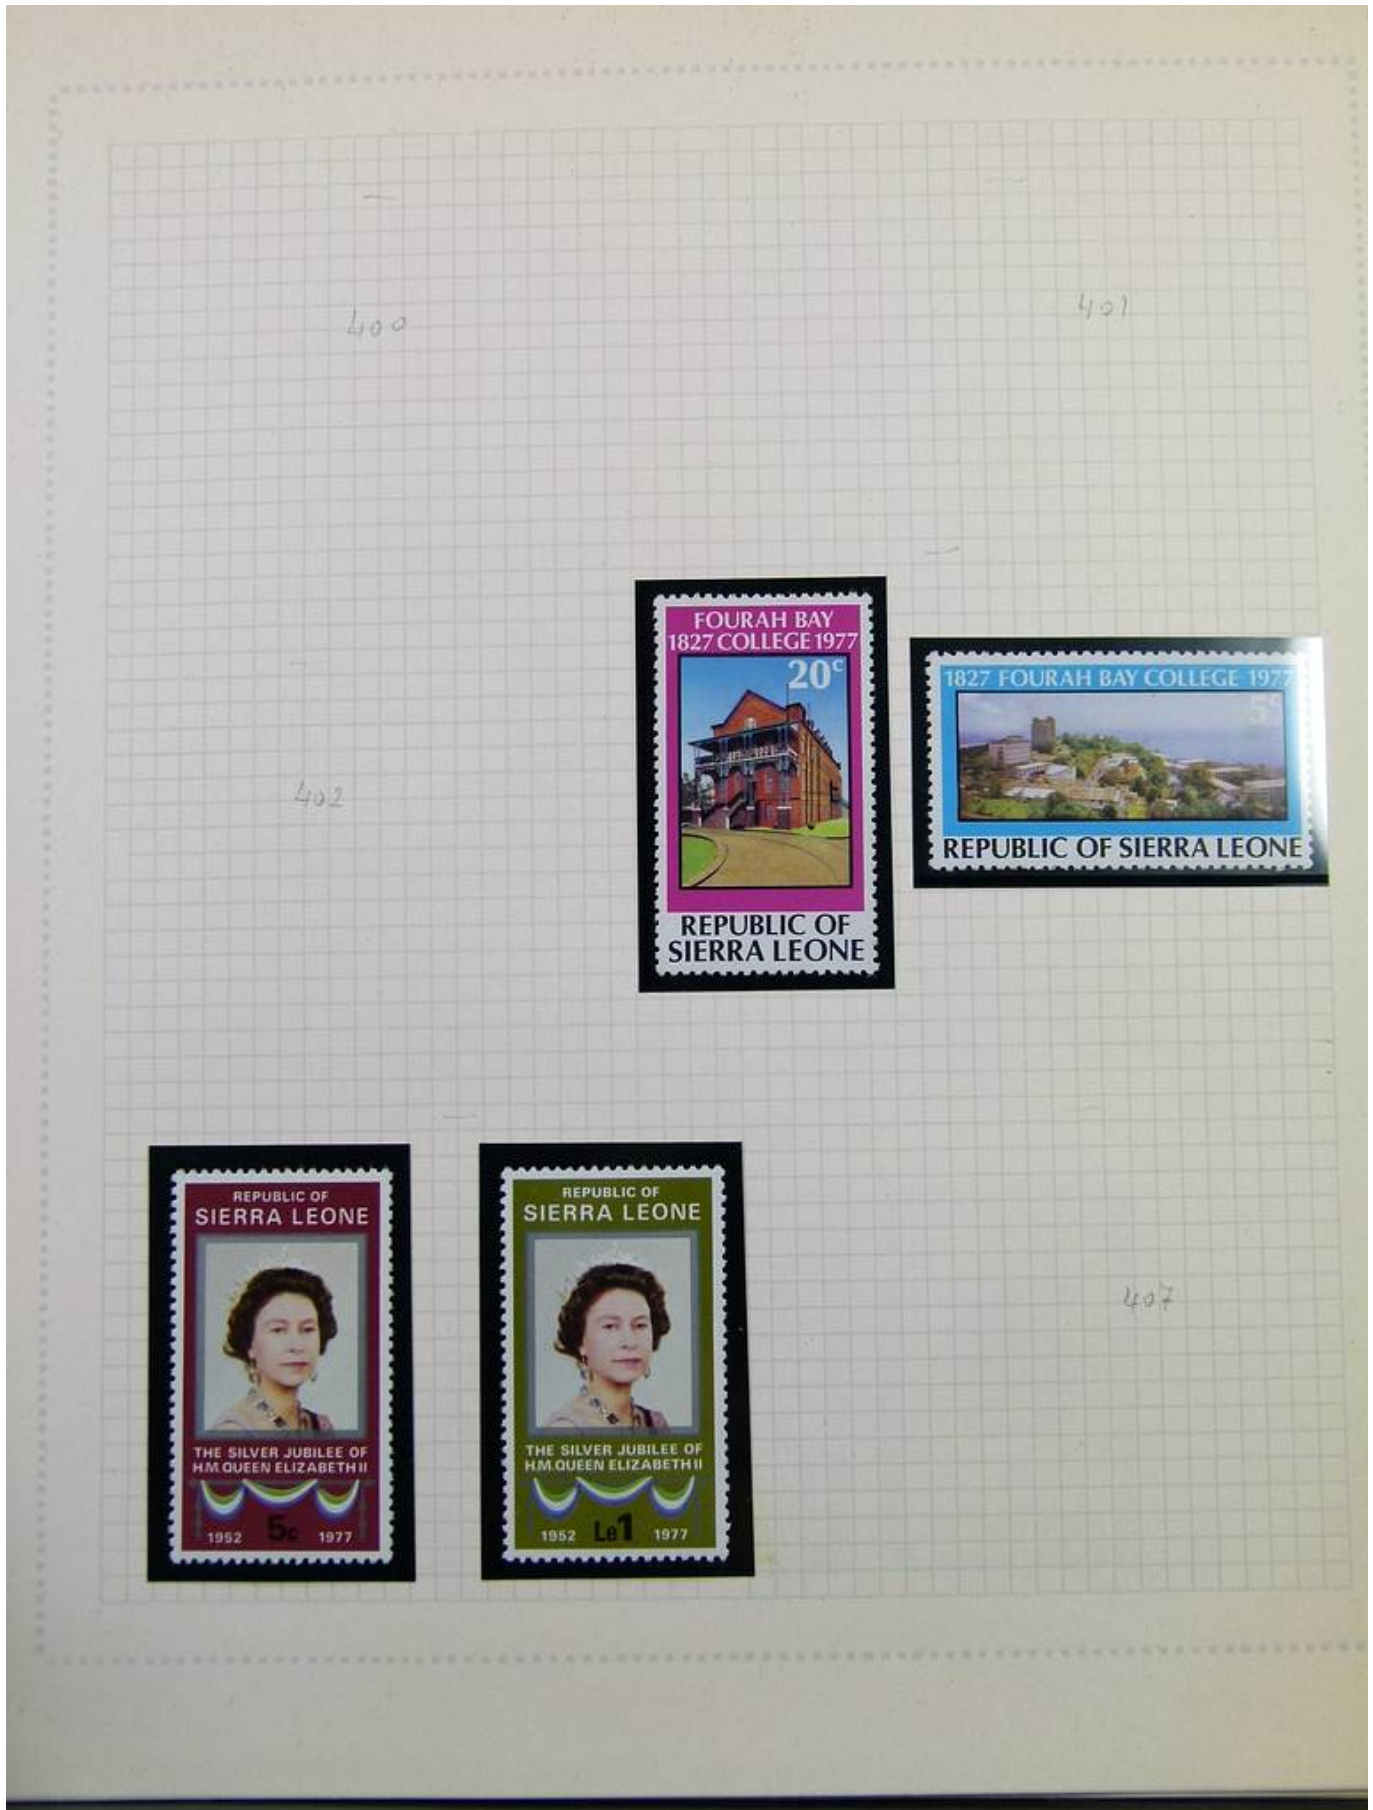 400
401
402
FOURAH BAY
1827 COLLEGE 1977
20c
REPUBLIC OF
SIERRA LEONE
1827 FOURAH BAY COLLEGE 1977
5c
REPUBLIC OF SIERRA LEONE
REPUBLIC OF
SIERRA LEONE
THE SILVER JUBILEE OF
H.M. QUEEN ELIZABETH II
1952 5c 1977
REPUBLIC OF
SIERRA LEONE
THE SILVER JUBILEE OF
H.M. QUEEN ELIZABETH II
1952 Le1 1977
407